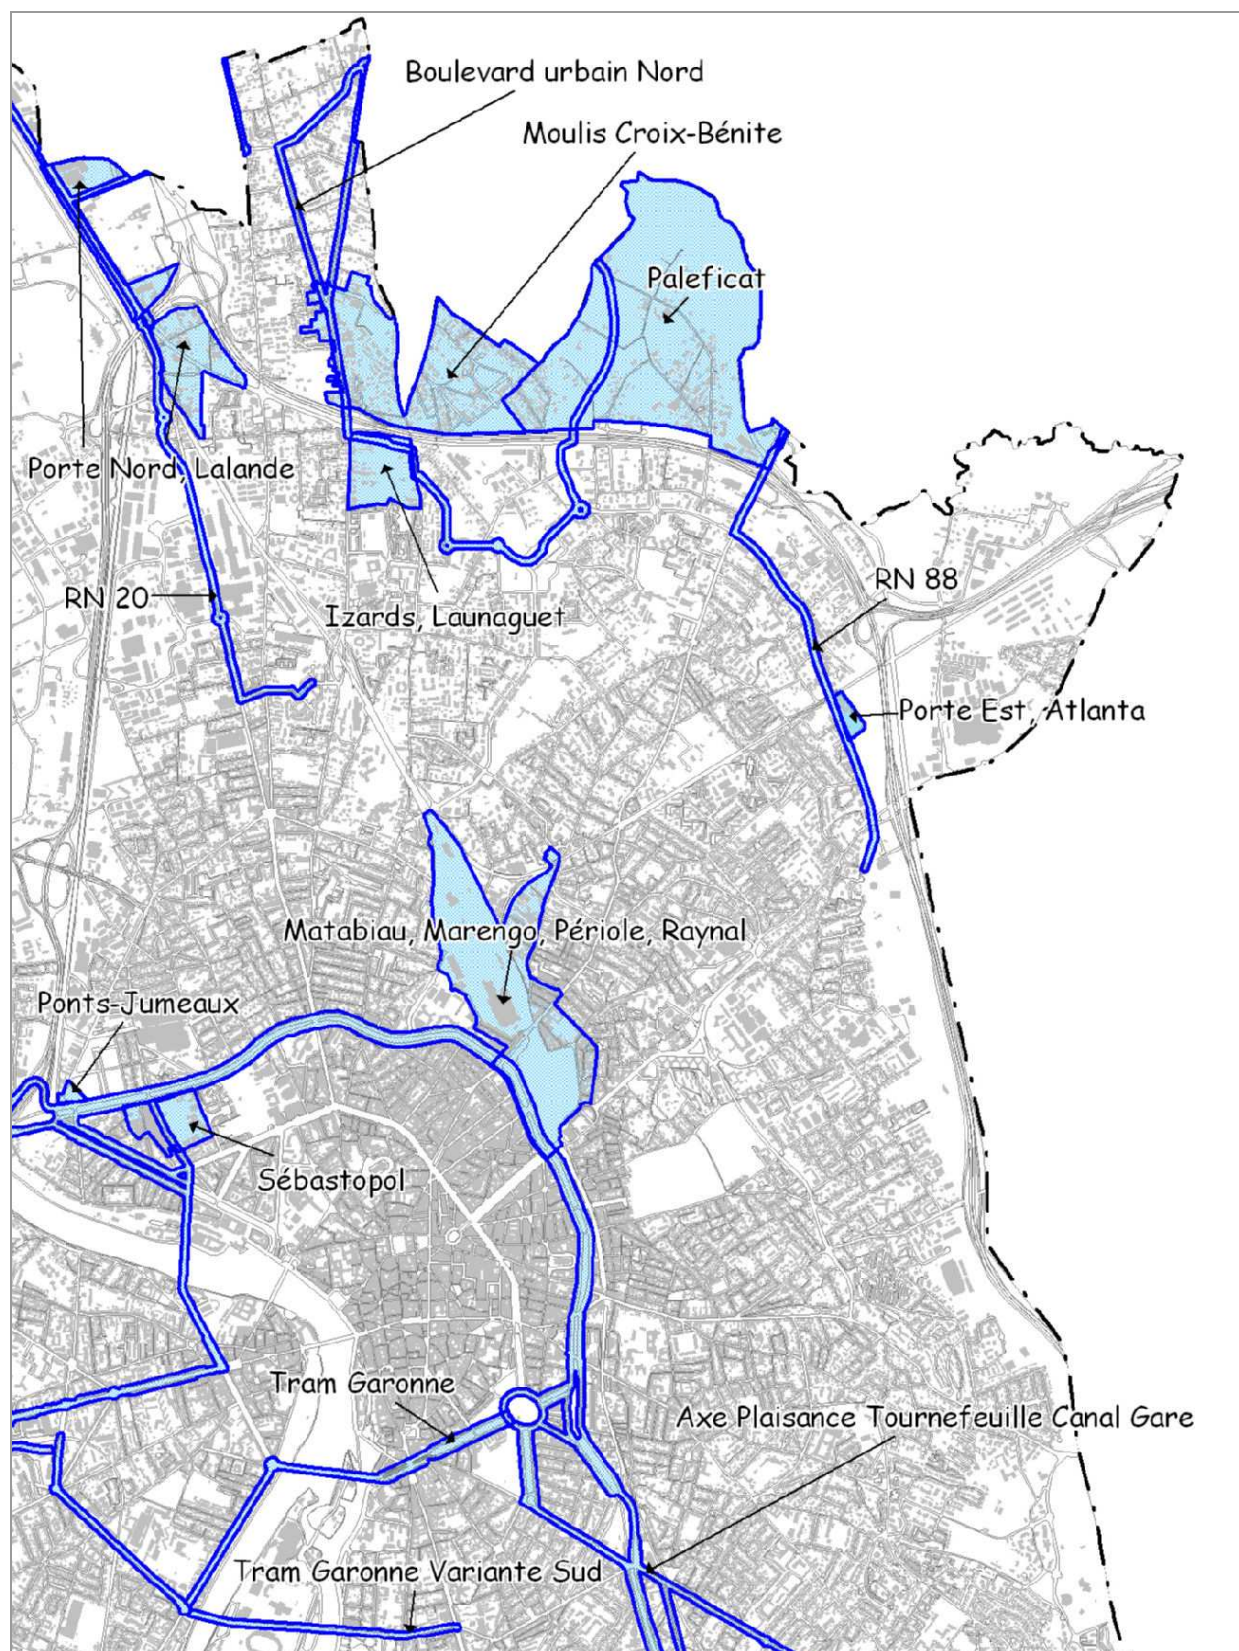 Boulevard urbain Nord
Moulis Croix-Bénite
Paleficat
Porte Nord, Lalande
RN 88
RN 20
Izards, Launaguet
Porte Est, Atlanta
Matabiau, Marengo, Périole, Raynal
Ponts-Jumeaux
Sébastopol
Tram Garonne
Axe Plaisance Tournefeuille Canal Gare
Tram Garonne Variante Sud